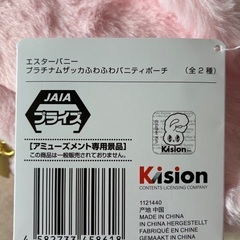 エスターバニー
プラチナムザッカふわふわバニティポーチ (全2種)
JAIA
プライズ
【アミューズメント専用景品】
この商品は一般販売されておりません。
Kision
CONTENTS LICENSING COMPANY
1121440
产地 中国
MADE IN CHINA
IN CHINA HERGESTELLT
FABRIQUÉ EN CHINE
4 582733 458618